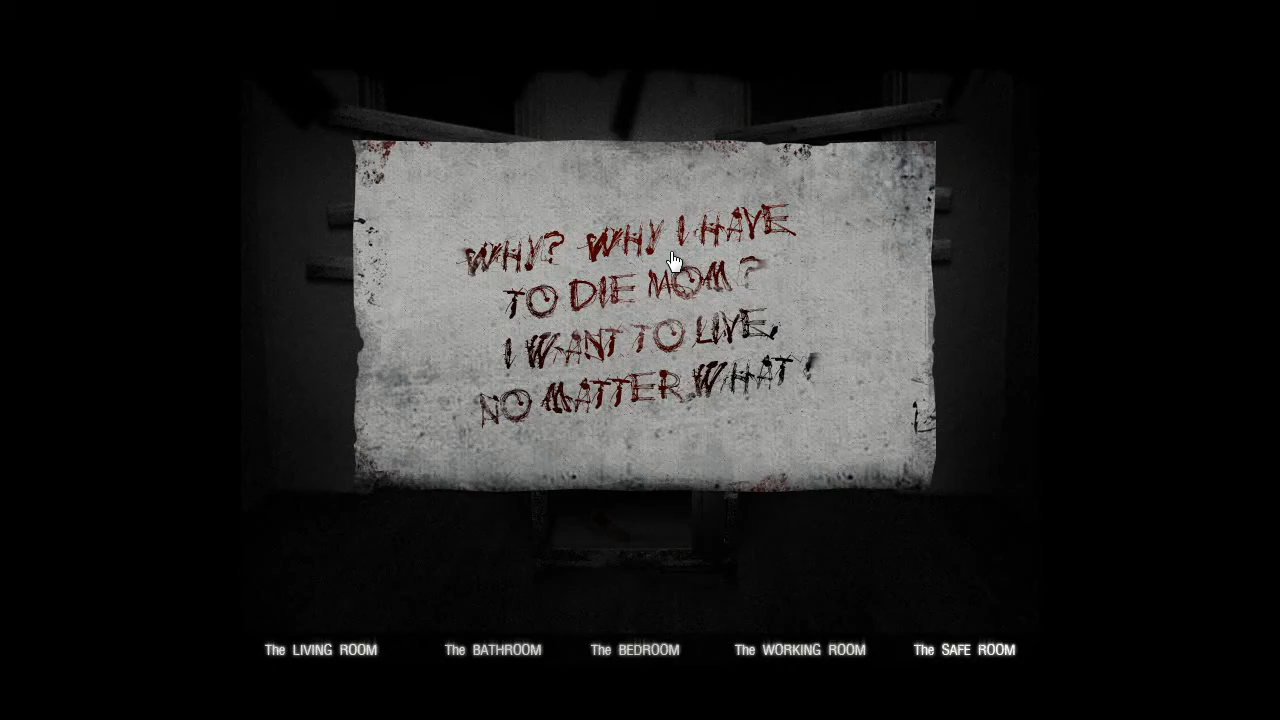 WHY? WHY I HAVE
TO DIE MOM?
I WANT TO LIVE,
NO MATTER WHAT!
The LIVING ROOM
The BATHROOM
The BEDROOM
The WORKING ROOM
The SAFE ROOM